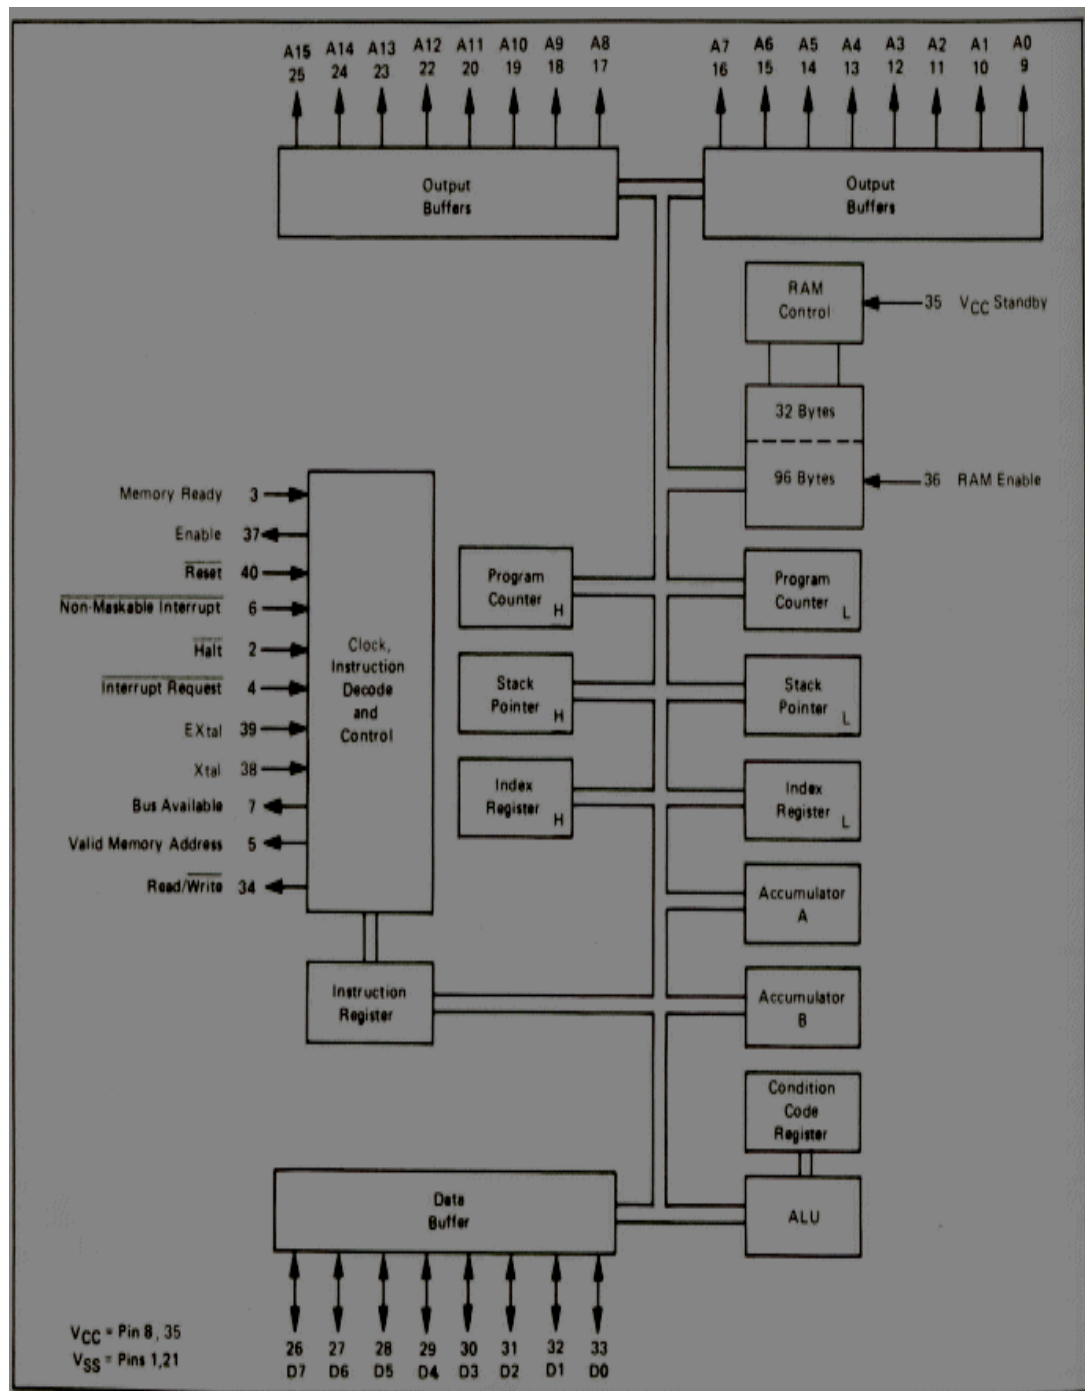 A15 A14 A13 A12 A11 A10 A9 A8 A7 A6 A5 A4 A3 A2 A1 A0
25 24 23 22 20 19 18 17 16 15 14 13 12 11 10 9
Output
Buffers
Output
Buffers
RAM
Control
35 VCC Standby
32 Bytes
96 Bytes
36 RAM Enable
Memory Ready 3
Enable 37
Reset 40
Non-Maskable Interrupt 6
Halt 2
Interrupt Request 4
EXtal 39
Xtal 38
Bus Available 7
Valid Memory Address 5
Read/Write 34
Clock,
Instruction
Decode
and
Control
Program
Counter H
Program
Counter L
Stack
Pointer H
Stack
Pointer L
Index
Register H
Index
Register L
Accumulator
A
Instruction
Register
Accumulator
B
Condition
Code
Register
ALU
Data
Buffer
26 27 28 29 30 31 32 33
D7 D6 D5 D4 D3 D2 D1 D0
VCC = Pin 8, 35
VSS = Pins 1,21